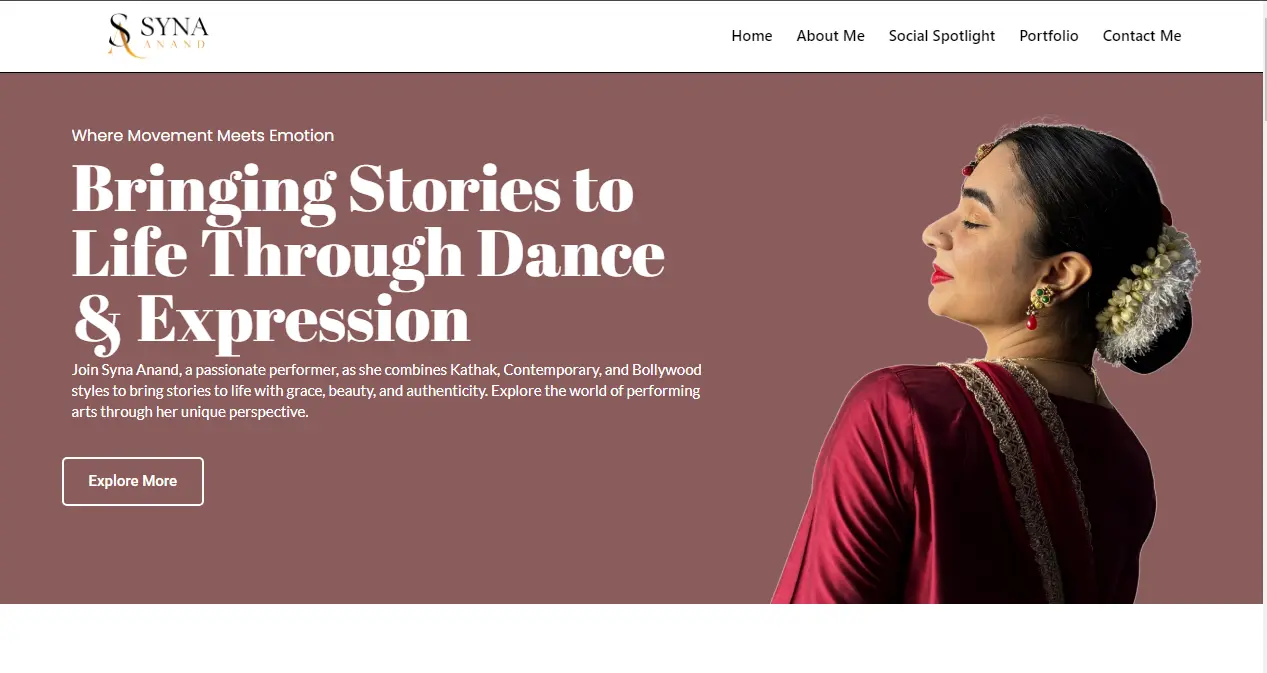 SYNA
ANAND
Home About Me Social Spotlight Portfolio Contact Me
Where Movement Meets Emotion
Bringing Stories to
Life Through Dance
& Expression
Join Syna Anand, a passionate performer, as she combines Kathak, Contemporary, and Bollywood
styles to bring stories to life with grace, beauty, and authenticity. Explore the world of performing
arts through her unique perspective.
Explore More